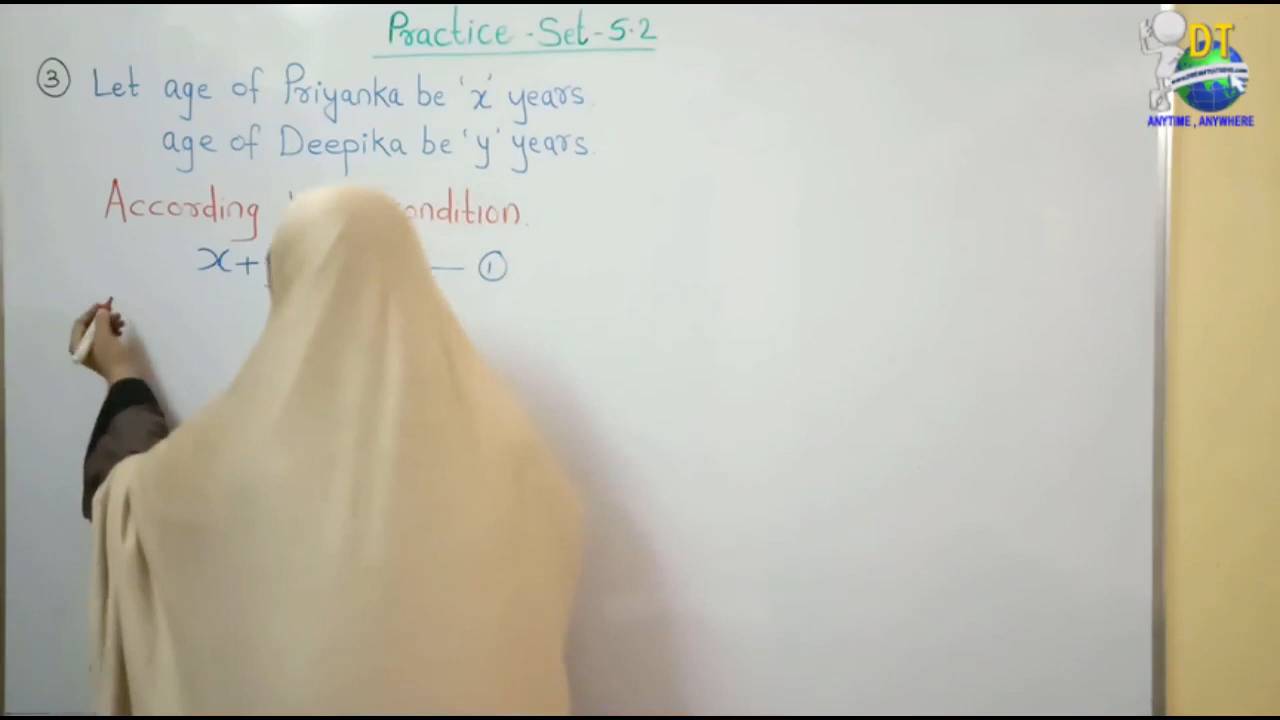 Practice - Set - 5.2
③ Let age of Priyanka be 'x' years.
age of Deepika be 'y' years.
According ondition.
x+ — ①
DT
ANYTIME , ANYWHERE